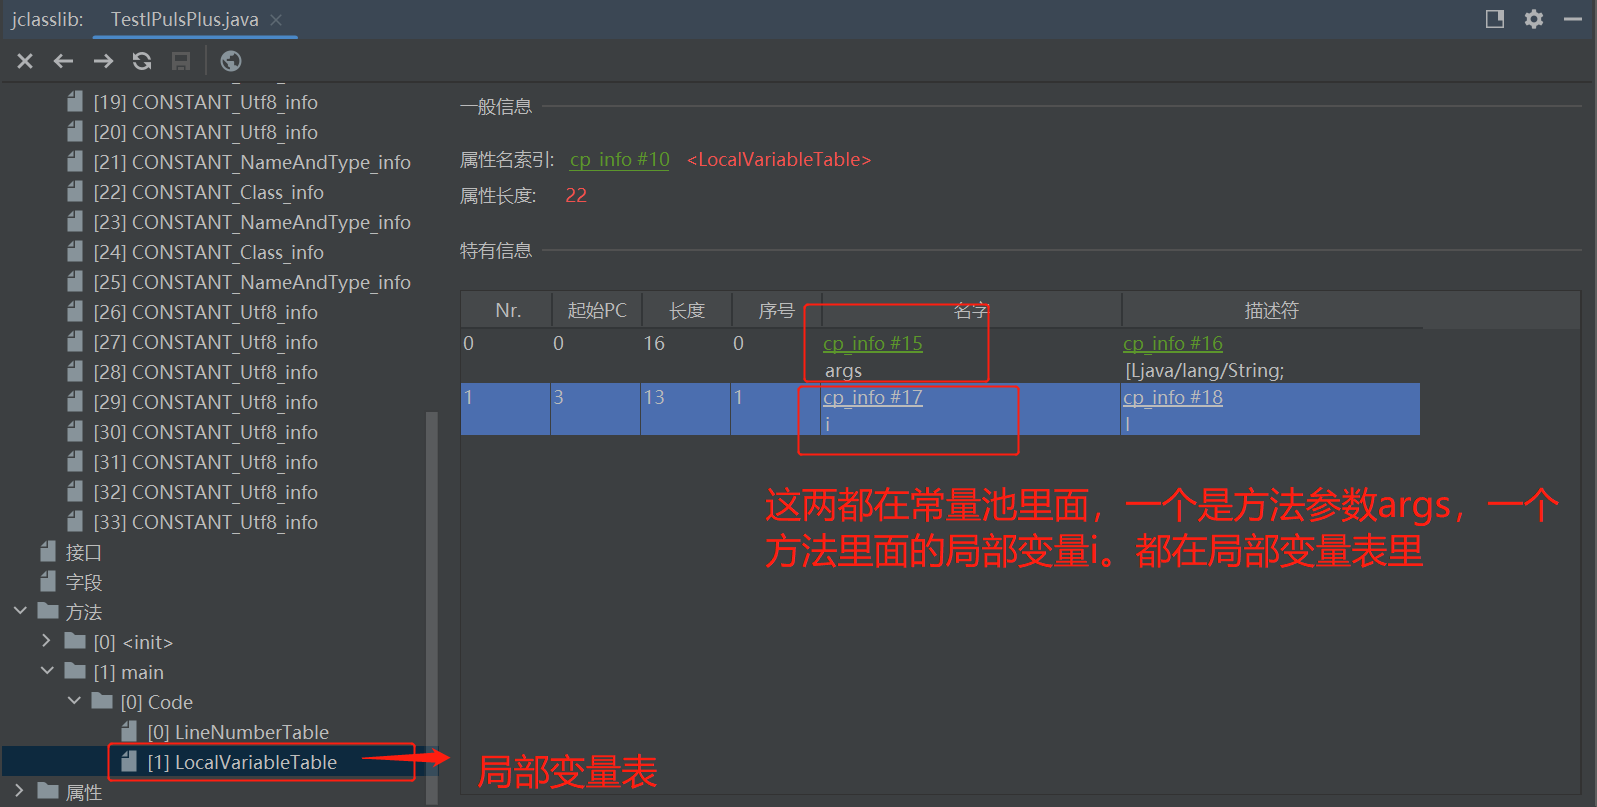 jclasslib:
TestIPulsPlus.java
[19] CONSTANT_Utf8_info
[20] CONSTANT_Utf8_info
[21] CONSTANT_NameAndType_info
[22] CONSTANT_Class_info
[23] CONSTANT_NameAndType_info
[24] CONSTANT_Class_info
[25] CONSTANT_NameAndType_info
[26] CONSTANT_Utf8_info
[27] CONSTANT_Utf8_info
[28] CONSTANT_Utf8_info
[29] CONSTANT_Utf8_info
[30] CONSTANT_Utf8_info
[31] CONSTANT_Utf8_info
[32] CONSTANT_Utf8_info
[33] CONSTANT_Utf8_info
接口
字段
方法
[0] <init>
[1] main
[0] Code
[0] LineNumberTable
[1] LocalVariableTable
属性
一般信息
属性名索引: cp_info #10 <LocalVariableTable>
属性长度: 22
特有信息
Nr. 起始PC 长度 序号 名字 描述符
0 0 16 0 cp_info #15 cp_info #16
args [Ljava/lang/String;
1 3 13 1 cp_info #17 cp_info #18
i I
这两都在常量池里面，一个是方法参数args，一个
方法里面的局部变量i。都在局部变量表里
局部变量表